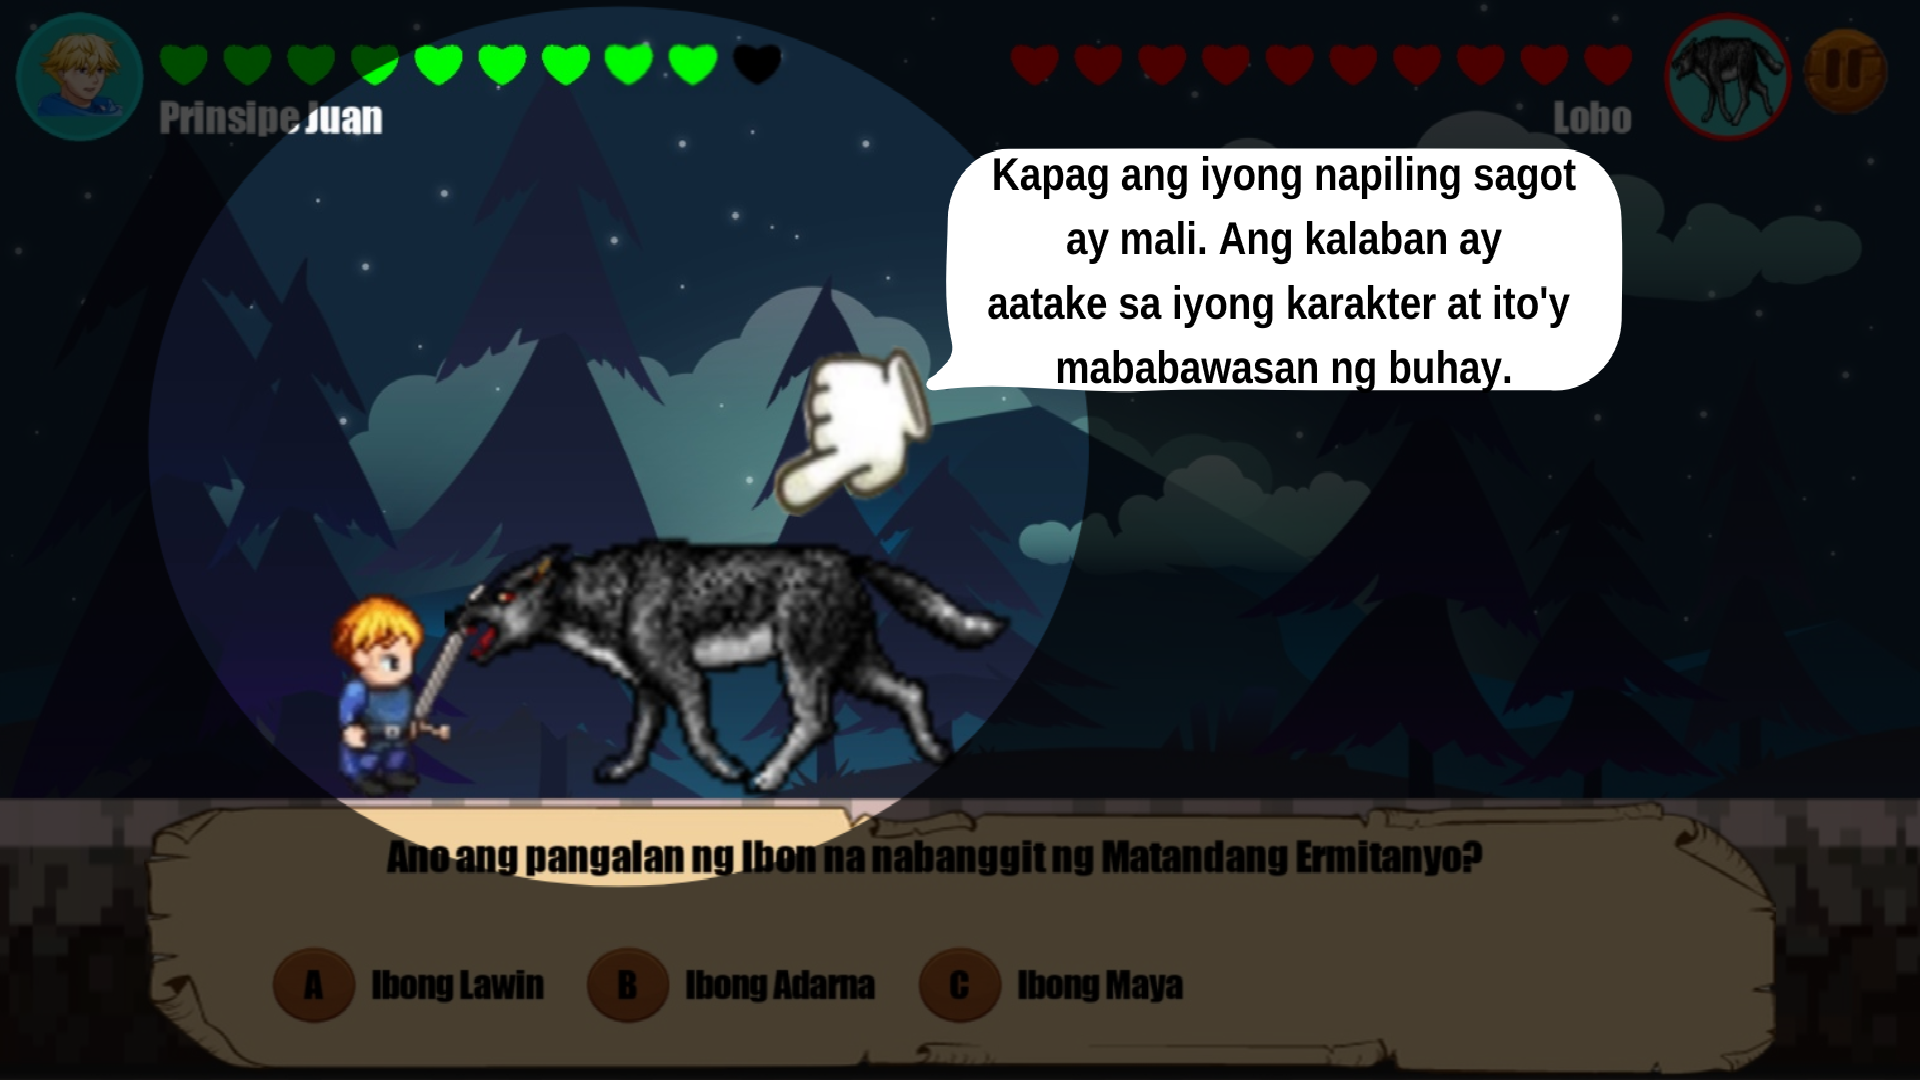 Prinsipe Juan
Lobo
Kapag ang iyong napiling sagot
ay mali. Ang kalaban ay
aatake sa iyong karakter at ito'y
mababawasan ng buhay.
Ano ang pangalan ng Ibon na nabanggit ng Matandang Ermitanyo?
A Ibong Lawin B Ibong Adarna C Ibong Maya